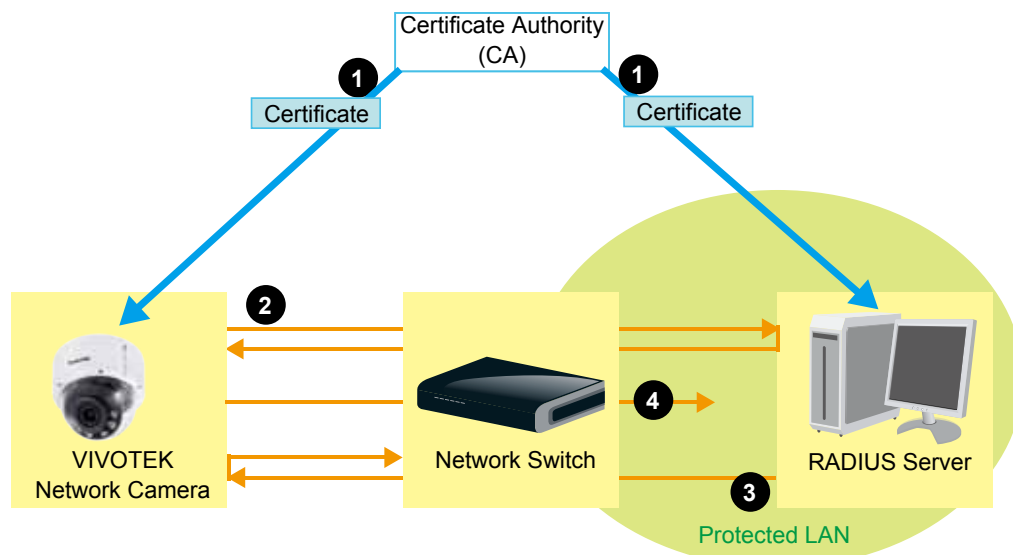 Certificate Authority
(CA)
1
1
Certificate
Certificate
2
4
VIVOTEK
Network Camera
Network Switch
RADIUS Server
3
Protected LAN